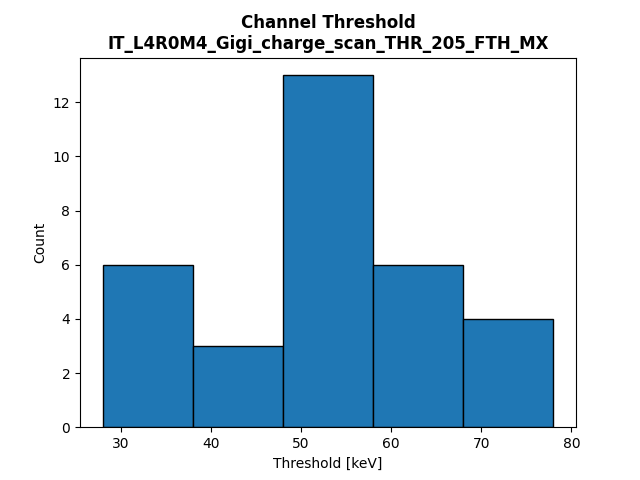 Channel Threshold
IT_L4R0M4_Gigi_charge_scan_THR_205_FTH_MX
12
10
8
6
4
2
0
Count
30 40 50 60 70 80
Threshold [keV]